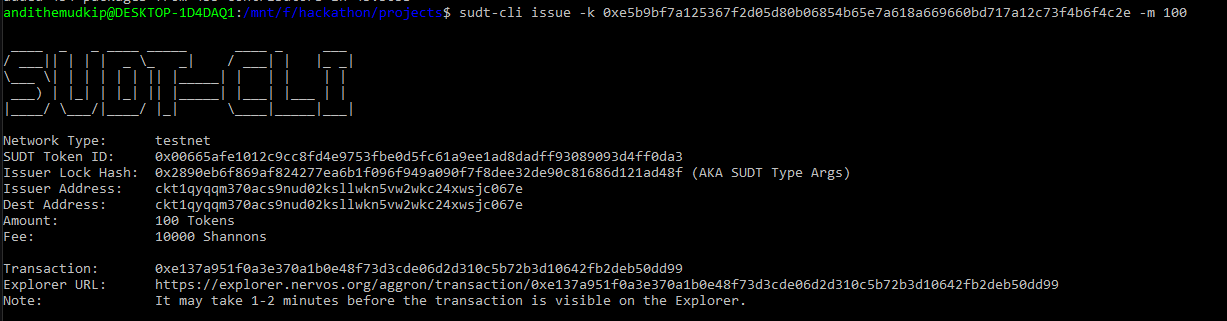 andithemudkip@DESKTOP-1D4DAQ1:/mnt/f/hackathon/projects$ sudt-cli issue -k 0xe5b9bf7a125367f2d05d80b06854b65e7a618a669660bd717a12c73f4b6f4c2e -m 100
SUDT-CLI
Network Type: testnet
SUDT Token ID: 0x00665afe1012c9cc8fd4e9753fbe0d5fc61a9ee1ad8dadff93089093d4ff0da3
Issuer Lock Hash: 0x2890eb6f869af824277ea6b1f096f949a090f7f8dee32de90c81686d121ad48f (AKA SUDT Type Args)
Issuer Address: ckt1qyqqm370acs9nud02ksllwkn5vw2wkc24xwsjc067e
Dest Address: ckt1qyqqm370acs9nud02ksllwkn5vw2wkc24xwsjc067e
Amount: 100 Tokens
Fee: 10000 Shannons
Transaction: 0xe137a951f0a3e370a1b0e48f73d3cde06d2d310c5b72b3d10642fb2deb50dd99
Explorer URL: https://explorer.nervos.org/aggron/transaction/0xe137a951f0a3e370a1b0e48f73d3cde06d2d310c5b72b3d10642fb2deb50dd99
Note: It may take 1-2 minutes before the transaction is visible on the Explorer.